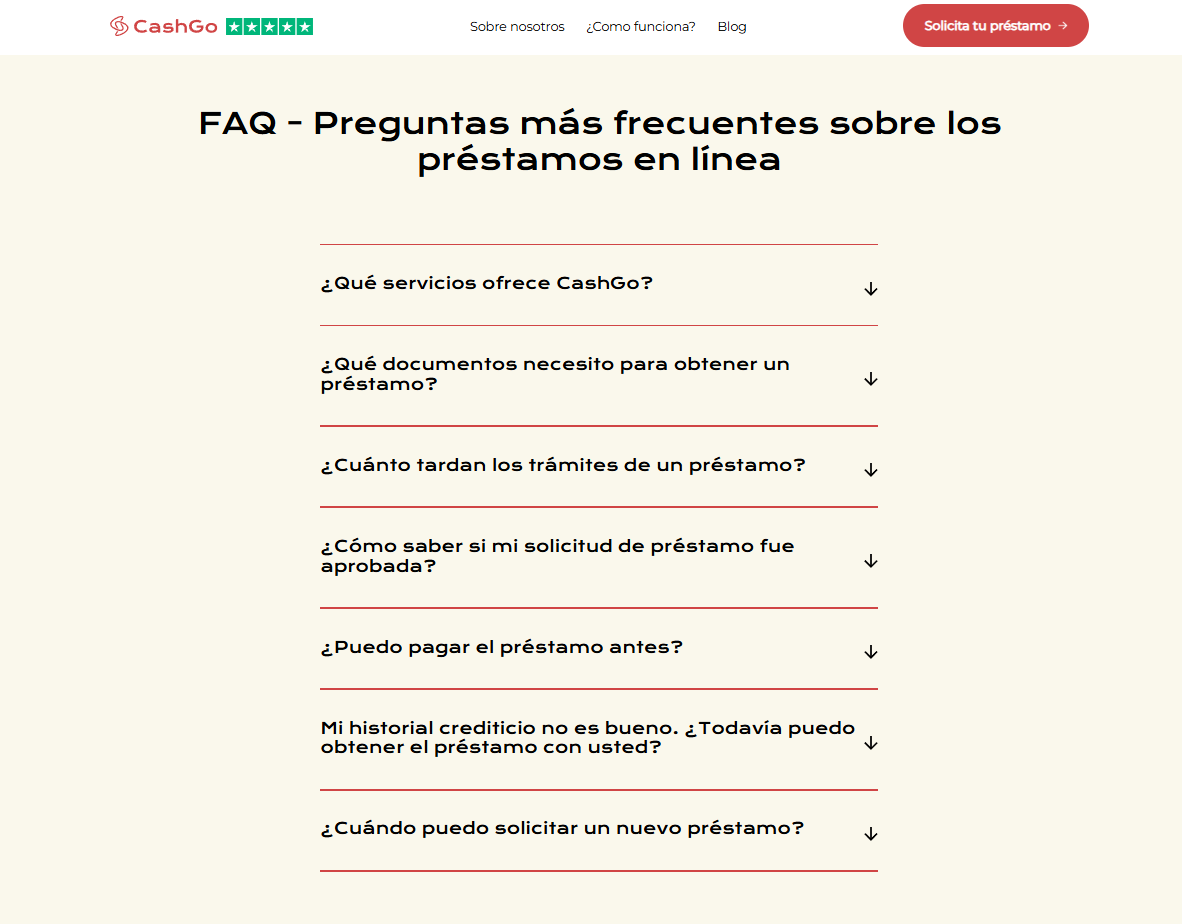 CashGo
Sobre nosotros
¿Como funciona?
Blog
Solicita tu préstamo
FAQ - Preguntas más frecuentes sobre los
préstamos en línea
¿Qué servicios ofrece CashGo?
¿Qué documentos necesito para obtener un
préstamo?
¿Cuánto tardan los trámites de un préstamo?
¿Cómo saber si mi solicitud de préstamo fue
aprobada?
¿Puedo pagar el préstamo antes?
Mi historial crediticio no es bueno. ¿Todavía puedo
obtener el préstamo con usted?
¿Cuándo puedo solicitar un nuevo préstamo?